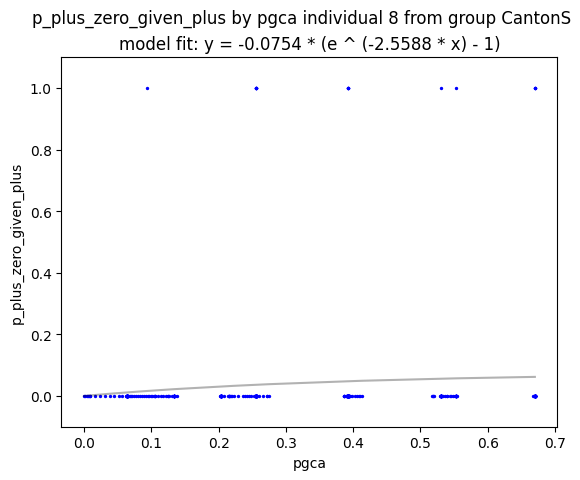 p_plus_zero_given_plus by pgca individual 8 from group CantonS
model fit: y = -0.0754 * (e ^ (-2.5588 * x) - 1)
1.0
0.8
0.6
0.4
0.2
0.0
p_plus_zero_given_plus
0.0 0.1 0.2 0.3 0.4 0.5 0.6 0.7
pgca